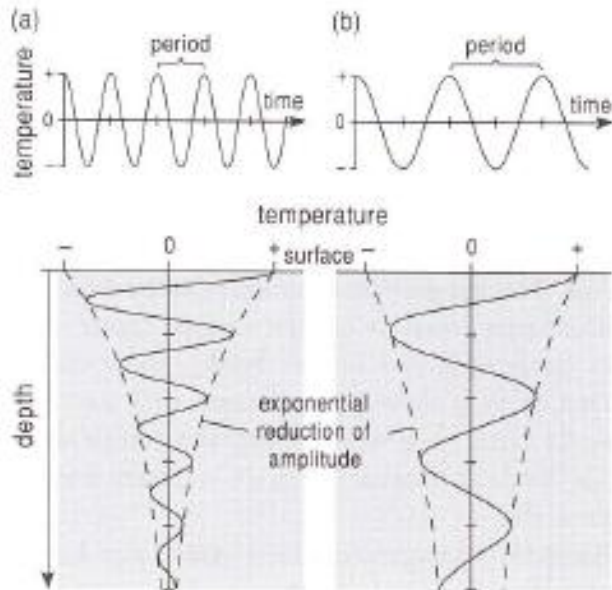 (a)
period
+
temperature
0
time
–
(b)
period
+
0
time
–
temperature
– 0 + surface – 0 +
depth
exponential
reduction of
amplitude